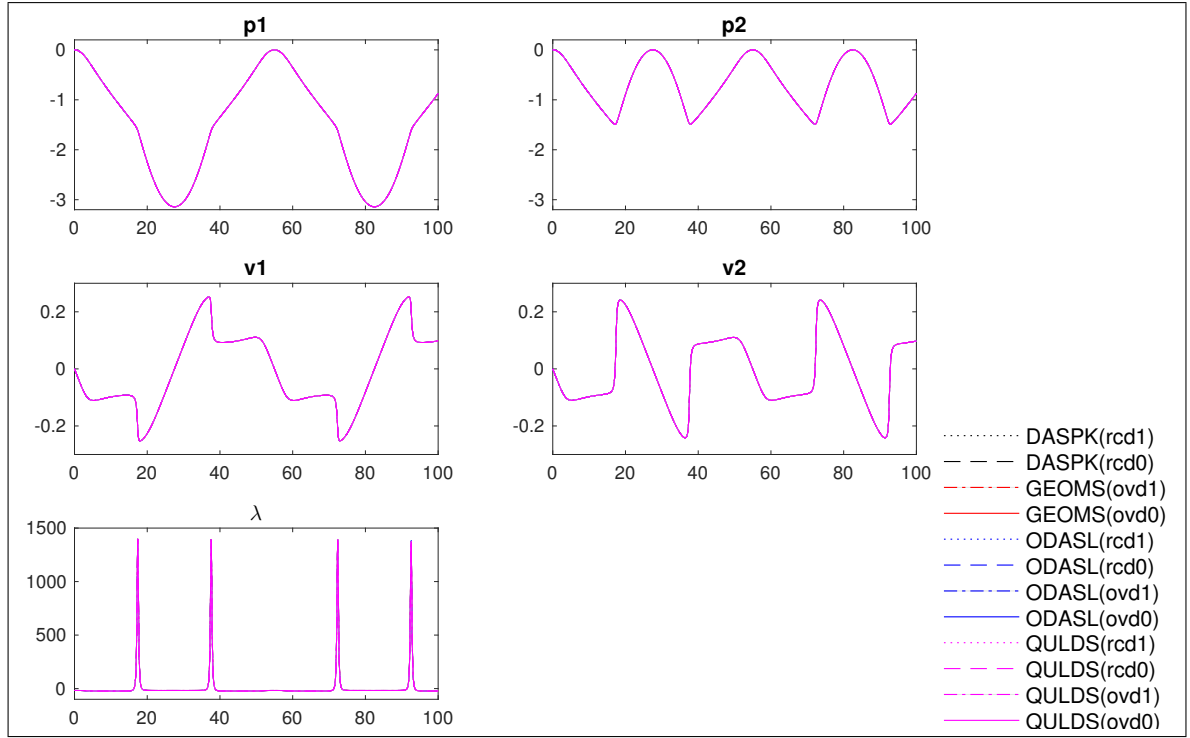 p1
0
-1
-2
-3
0 20 40 60 80 100
p2
0
-1
-2
-3
0 20 40 60 80 100
v1
0.2
0
-0.2
0 20 40 60 80 100
v2
0.2
0
-0.2
0 20 40 60 80 100
λ
1500
1000
500
0
0 20 40 60 80 100
DASPK(rcd1)
DASPK(rcd0)
GEOMS(ovd1)
GEOMS(ovd0)
ODASL(rcd1)
ODASL(rcd0)
ODASL(ovd1)
ODASL(ovd0)
QULDS(rcd1)
QULDS(rcd0)
QULDS(ovd1)
QULDS(ovd0)